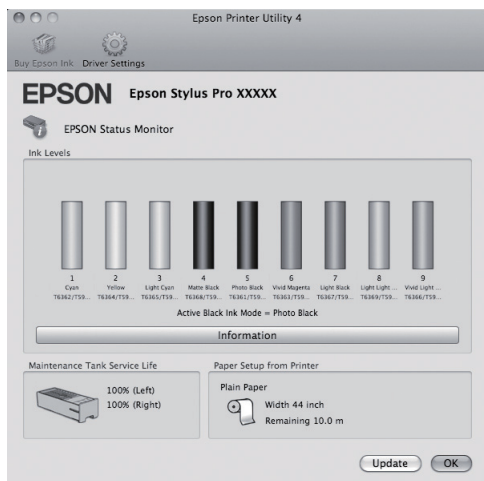 Epson Printer Utility 4
Buy Epson Ink Driver Settings
EPSON Epson Stylus Pro XXXXX
EPSON Status Monitor
Ink Levels
1 2 3 4 5 6 7 8 9
Cyan Yellow Light Cyan Matte Black Photo Black Vivid Magenta Light Black Light Light ... Vivid Light ...
T6362/T59... T6364/T59... T6365/T59... T6368/T59... T6361/T59... T6363/T59... T6367/T59... T6369/T59... T6366/T59...
Active Black Ink Mode = Photo Black
Information
Maintenance Tank Service Life Paper Setup from Printer
100% (Left)
100% (Right)
Plain Paper
Width 44 inch
Remaining 10.0 m
Update OK